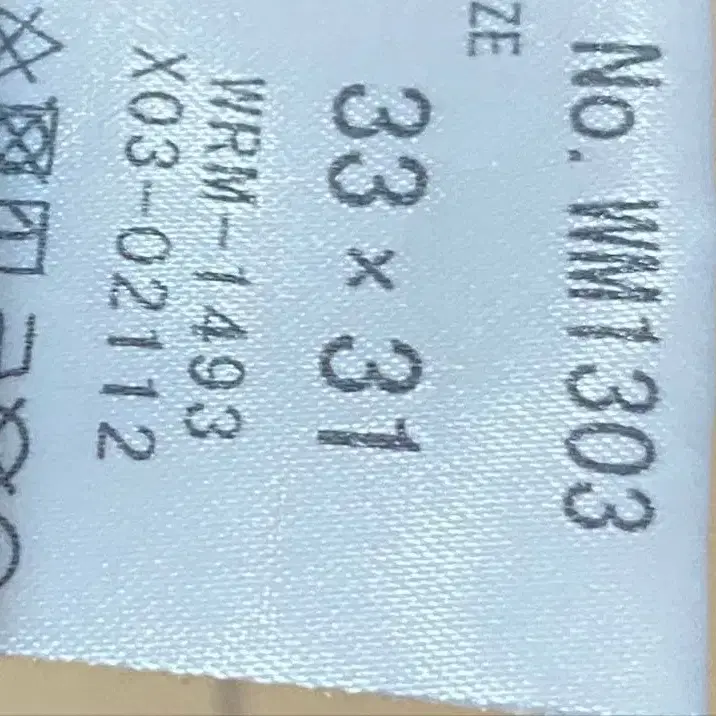 No. WM1303
ZE
33 × 31
WRM-1493
X03-02112